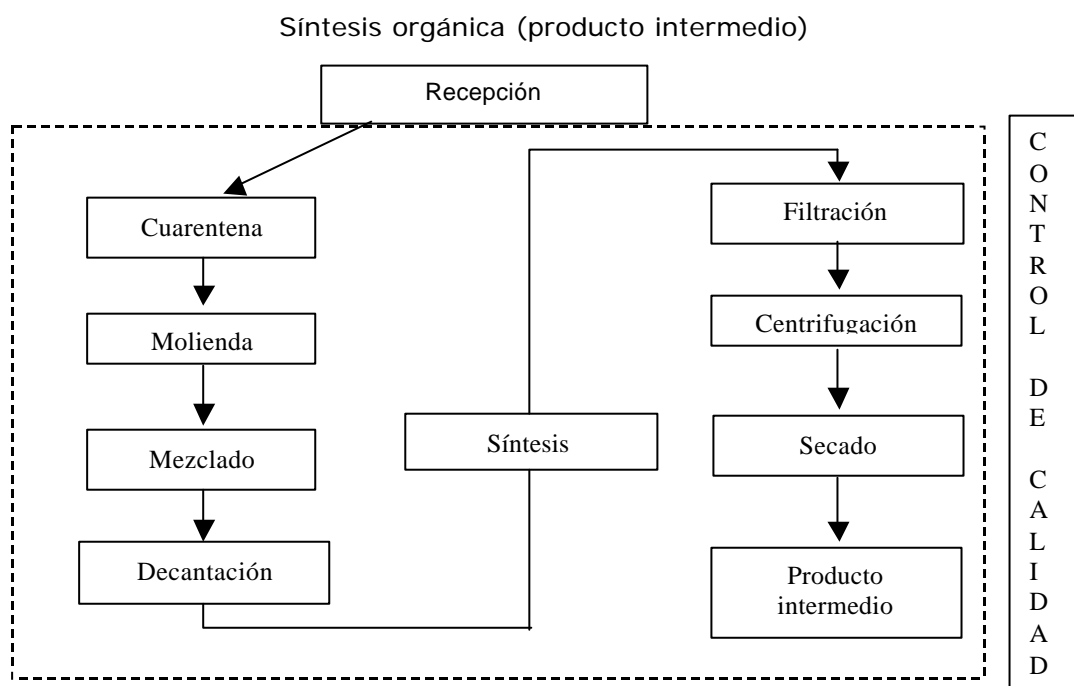 Síntesis orgánica (producto intermedio)
Recepción
Cuarentena
Molienda
Mezclado
Decantación
Síntesis
Filtración
Centrifugación
Secado
Producto
intermedio
C
O
N
T
R
O
L
D
E
C
A
L
I
D
A
D